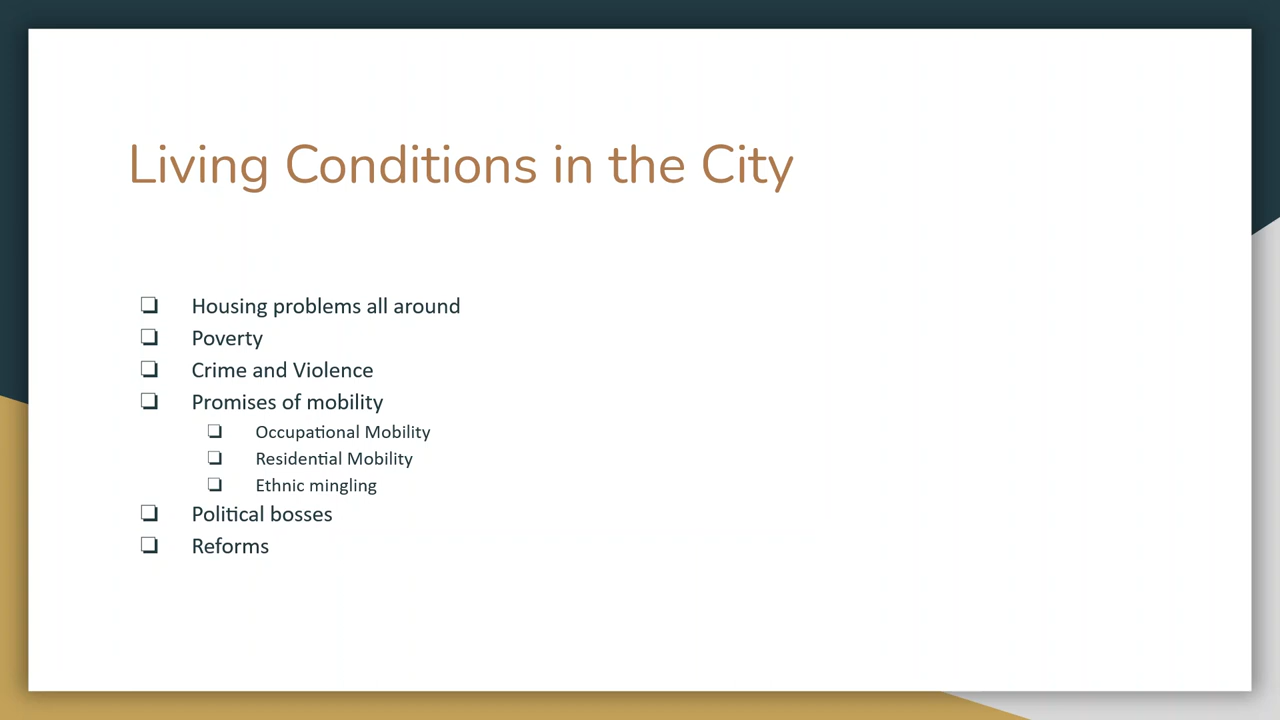 Living Conditions in the City
❏ Housing problems all around
❏ Poverty
❏ Crime and Violence
❏ Promises of mobility
❏ Occupational Mobility
❏ Residential Mobility
❏ Ethnic mingling
❏ Political bosses
❏ Reforms